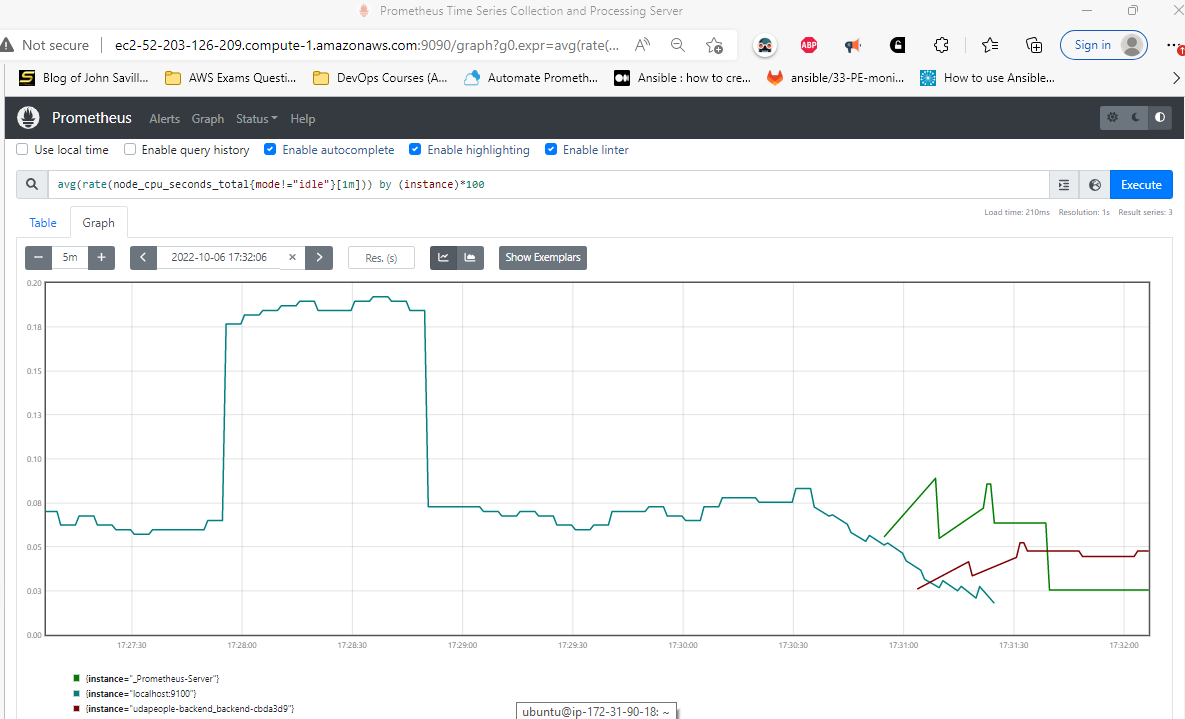 Prometheus Time Series Collection and Processing Server
Not secure ec2-52-203-126-209.compute-1.amazonaws.com:9090/graph?g0.expr=avg(rate(... A ABP Sign in 1
S Blog of John Savill... AWS Exams Questi... DevOps Courses (A... Automate Prometh... Ansible : how to cre... ansible/33-PE-moni... How to use Ansible...
Prometheus Alerts Graph Status Help
Use local time Enable query history Enable autocomplete Enable highlighting Enable linter
avg(rate(node_cpu_seconds_total{mode!="idle"}[1m])) by (instance)*100 Execute
Load time: 210ms Resolution: 1s Result series: 3
Table Graph
− 5m + < 2022-10-06 17:32:06 × > Res. (s) Show Exemplars
0.20
0.18
0.15
0.13
0.10
0.08
0.05
0.03
0.00
17:27:30 17:28:00 17:28:30 17:29:00 17:29:30 17:30:00 17:30:30 17:31:00 17:31:30 17:32:00
{instance="_Prometheus-Server"}
{instance="localhost:9100"}
{instance="udapeople-backend_backend-cbda3d9"}
ubuntu@ip-172-31-90-18: ~